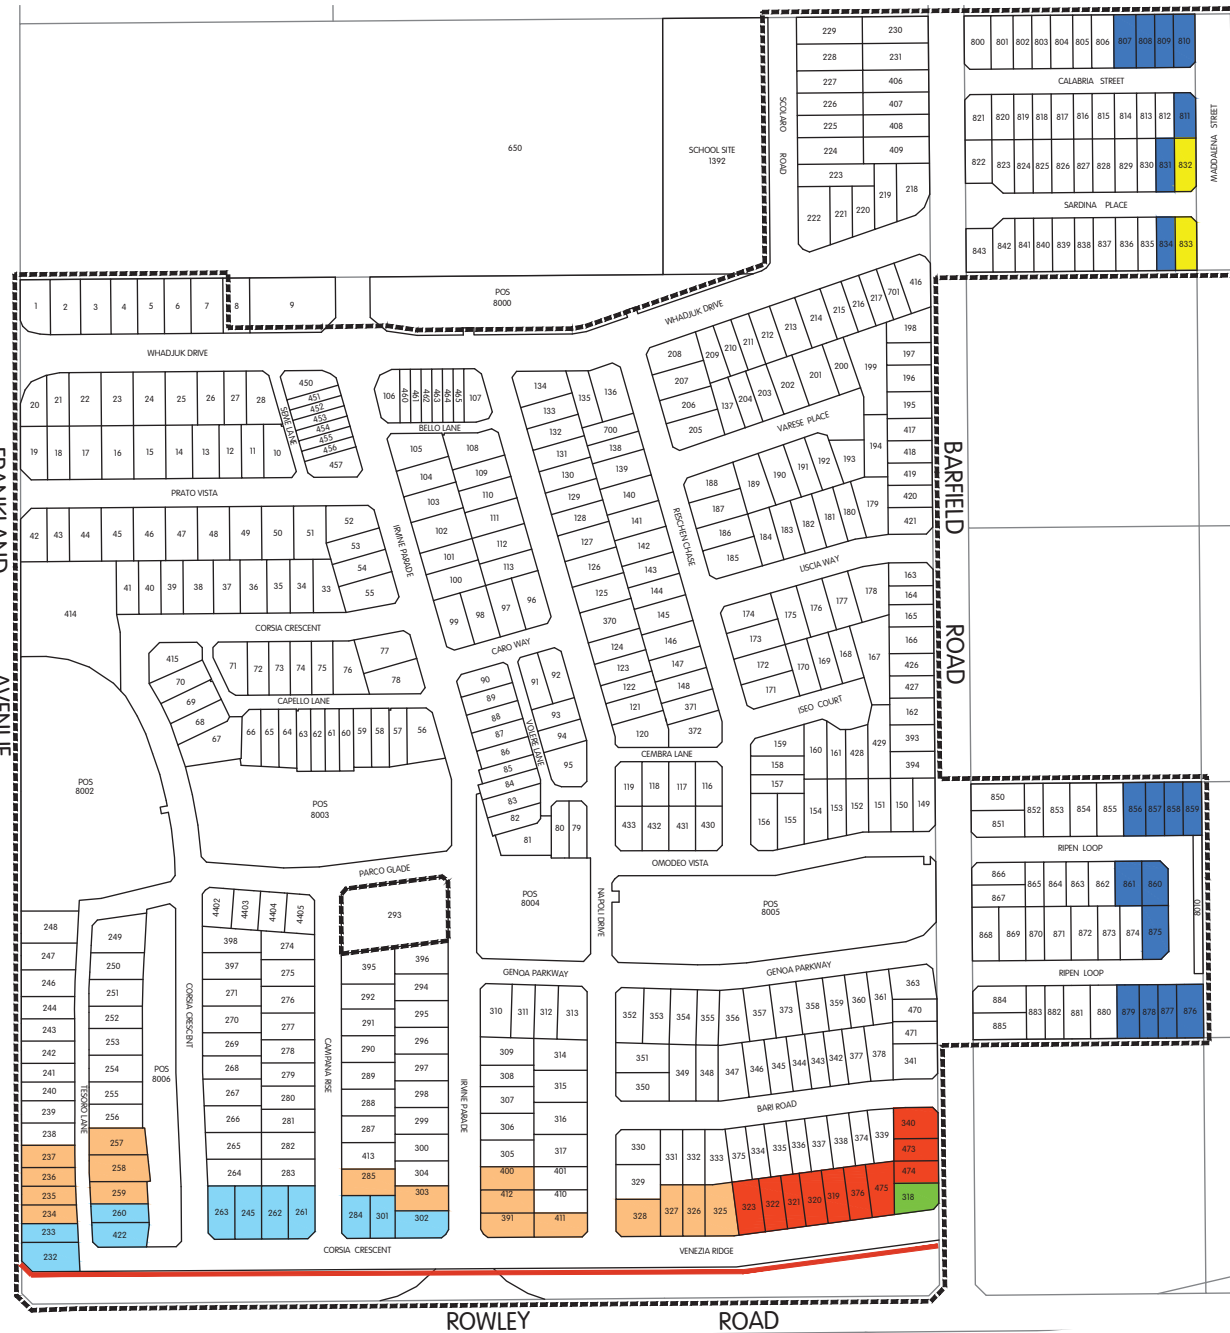 229 230
228 231
227 406
226 407
225 408
224 409
223
222 221 220 219 218
SCOLARO ROAD
650
SCHOOL SITE
1392
800 801 802 803 804 805 806 807 808 809 810
CALABRIA STREET
821 820 819 818 817 816 815 814 813 812 811
822 823 824 825 826 827 828 829 830 831 832
MADDALENA STREET
SARDINA PLACE
843 842 841 840 839 838 837 836 835 834 833
1 2 3 4 5 6 7 8 9
POS
8000
WHADJUK DRIVE
WHADJUK DRIVE
208 209 210 211 212 213 214 215 216 217 701 416
207
206
205 137 204 203 202 201 200 199
198
197
196
195
417
418
419
420
421
VARESE PLACE
20 21 22 23 24 25 26 27 28
19 18 17 16 15 14 13 12 11 10
SEME LANE
450
451
452
453
454
455
456
457
106 460 461 462 463 464 465 107
BELLO LANE
PRATO VISTA
134 135 136
133
132 700
131 138
130 139
129 140
128 141
127 142
126 143
125 144
370 145
124 146
123 147
122 148
121 371
120 372
RESCHEN CHASE
105 108
104 109
103 110
102 111
101 112
100 113
99 98 97 96
IRVINE PARADE
CARO WAY
188 189 190 191 192 193 194
187
186
185 184 183 182 181 180 179
LISCIA WAY
BARFIELD ROAD
FRANKLAND AVENUE
42 43 44 45 46 47 48 49 50 51 52
53
54
55
41 40 39 38 37 36 35 34 33
414
CORSIA CRESCENT
415
70
69
68
67
71 72 73 74 75 76 77
78
CAPELLO LANE
66 65 64 63 62 61 60 59 58 57 56
174 175 176 177 178
173
172
171 170 169 168 167
163
164
165
166
426
427
162
393
394
ISEO COURT
90
89
88
87
86
85
84
83
82
81
91 92
93
94
95
VOLERE LANE
80 79
CEMBRA LANE
119 118 117 116
433 432 431 430
159
158
157
156 155 154 153 152 151 150 149
160 161 428 429
OMODEO VISTA
POS
8002
POS
8003
PARCO GLADE
POS
8004
NAPOLI DRIVE
POS
8005
850
851
852 853 854 855 856 857 858 859
RIPEN LOOP
866
867
865 864 863 862 861 860
868 869 870 871 872 873 874 875
8010
RIPEN LOOP
884
885
883 882 881 880 879 878 877 876
293
4402 4403 4404 4405
248
247
246
244
243
242
241
240
239
238
237
236
235
234
233
232
249
250
251
252
253
254
255
256
257
258
259
260
422
TESORO LANE
POS
8006
CORSIA CRESCENT
398 274
397 275
271 276
270 277
269 278
268 279
267 280
266 281
265 282
264 283
263 245 262 261
CAMPANA RISE
395 396
292 294
291 295
290 296
289 297
288 298
287 299
413 300
285 304
303
284 301 302
IRVINE PARADE
GENOA PARKWAY
310 311 312 313
309 314
308 315
307
306 316
305 317
400 401
412 410
391 411
GENOA PARKWAY
352 353 354 355 356 357 373 358 359 360 361 363
470
471
341
351
350 349 348 347 346 345 344 343 342 377 378
BARI ROAD
330 331 332 333 375 334 335 336 337 338 374 339 340
329 473
474
328 327 326 325 323 322 321 320 319 376 475 318
CORSIA CRESCENT
VENEZIA RIDGE
ROWLEY ROAD